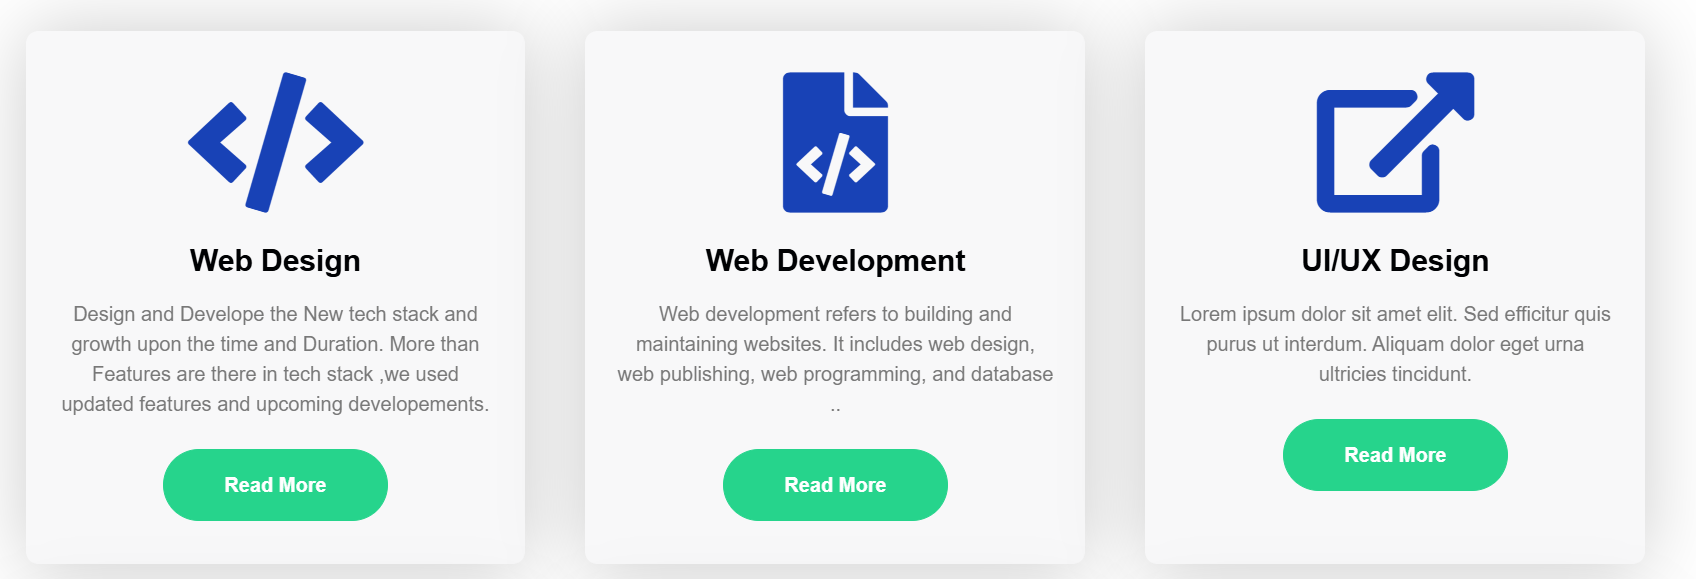 Web Design
Design and Develope the New tech stack and
growth upon the time and Duration. More than
Features are there in tech stack ,we used
updated features and upcoming developements.
Read More
Web Development
Web development refers to building and
maintaining websites. It includes web design,
web publishing, web programming, and database
..
Read More
UI/UX Design
Lorem ipsum dolor sit amet elit. Sed efficitur quis
purus ut interdum. Aliquam dolor eget urna
ultricies tincidunt.
Read More